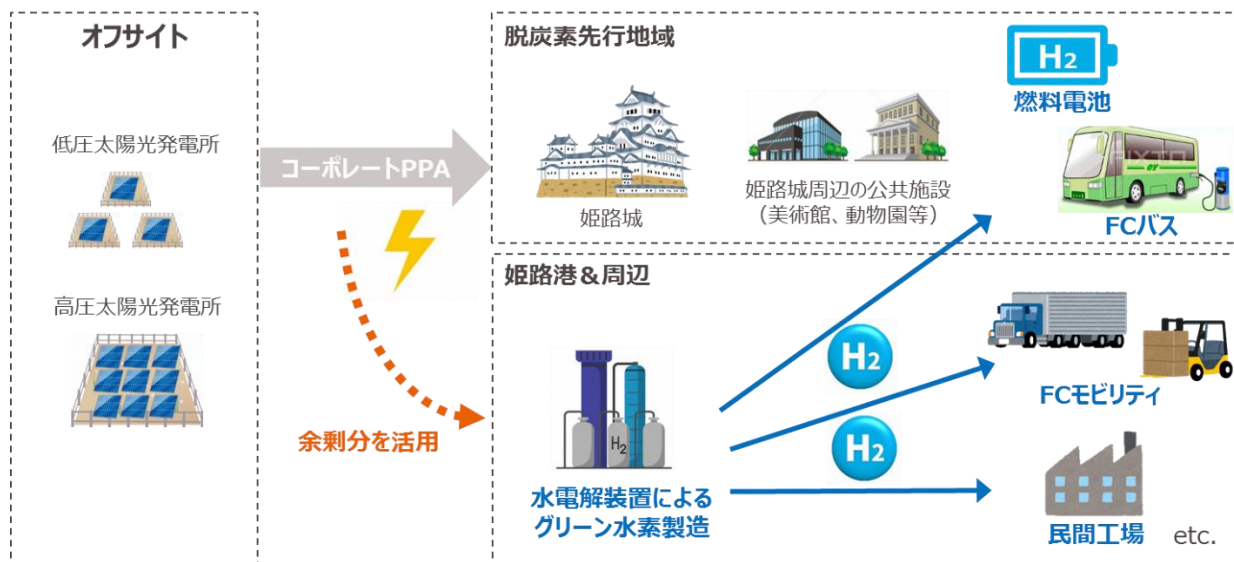 オフサイト
低圧太陽光発電所
高圧太陽光発電所
コーポレートPPA
余剰分を活用
脱炭素先行地域
姫路城
姫路城周辺の公共施設
（美術館、動物園等）
H2
燃料電池
FCバス
姫路港＆周辺
H2
水電解装置による
グリーン水素製造
H2
H2
FCモビリティ
民間工場
etc.